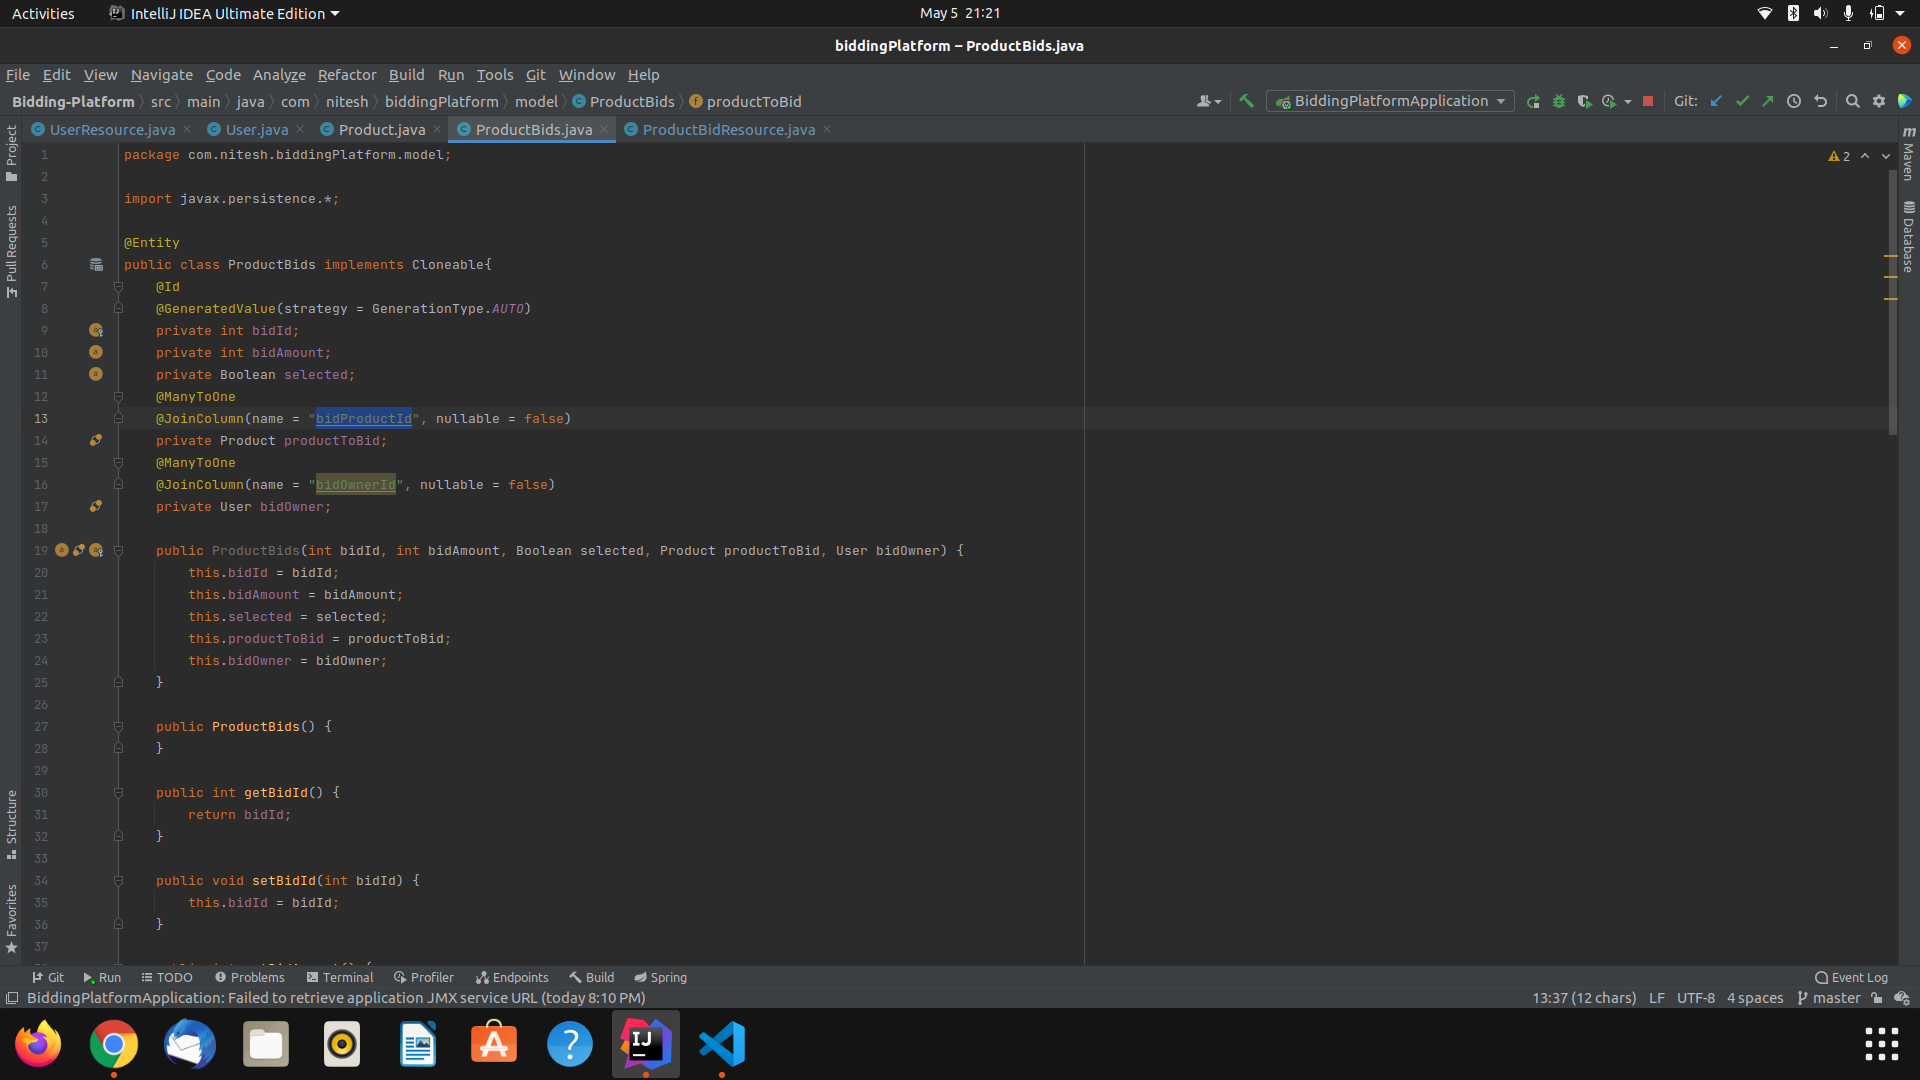 Activities IntelliJ IDEA Ultimate Edition May 5 21:21
biddingPlatform – ProductBids.java
File Edit View Navigate Code Analyze Refactor Build Run Tools Git Window Help
Bidding-Platform src main java com nitesh biddingPlatform model ProductBids productToBid BiddingPlatformApplication Git:
UserResource.java User.java Product.java ProductBids.java ProductBidResource.java
Project
Pull Requests
Structure
Favorites
Maven
Database
2
1 package com.nitesh.biddingPlatform.model;
2
3 import javax.persistence.*;
4
5 @Entity
6 public class ProductBids implements Cloneable{
7 @Id
8 @GeneratedValue(strategy = GenerationType.AUTO)
9 private int bidId;
10 private int bidAmount;
11 private Boolean selected;
12 @ManyToOne
13 @JoinColumn(name = "bidProductId", nullable = false)
14 private Product productToBid;
15 @ManyToOne
16 @JoinColumn(name = "bidOwnerId", nullable = false)
17 private User bidOwner;
18
19 public ProductBids(int bidId, int bidAmount, Boolean selected, Product productToBid, User bidOwner) {
20 this.bidId = bidId;
21 this.bidAmount = bidAmount;
22 this.selected = selected;
23 this.productToBid = productToBid;
24 this.bidOwner = bidOwner;
25 }
26
27 public ProductBids() {
28 }
29
30 public int getBidId() {
31 return bidId;
32 }
33
34 public void setBidId(int bidId) {
35 this.bidId = bidId;
36 }
37
Git Run TODO Problems Terminal Profiler Endpoints Build Spring Event Log
BiddingPlatformApplication: Failed to retrieve application JMX service URL (today 8:10 PM) 13:37 (12 chars) LF UTF-8 4 spaces master